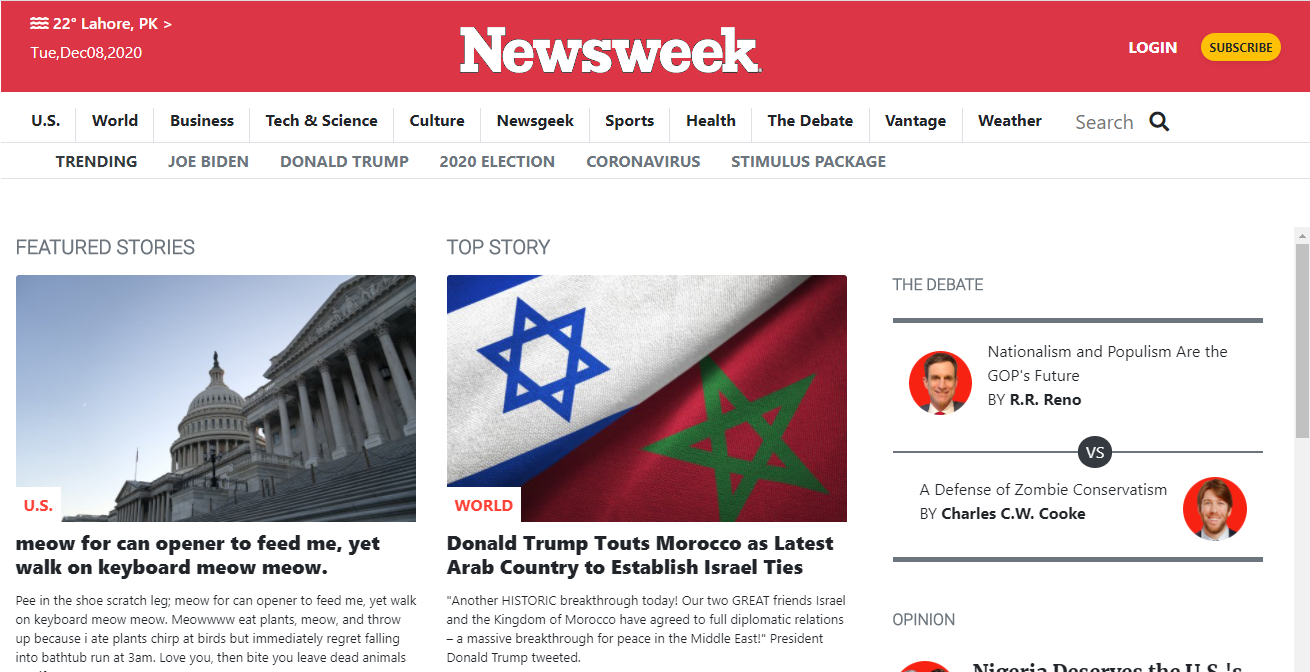 22° Lahore, PK >
Tue,Dec08,2020
Newsweek
LOGIN
SUBSCRIBE
U.S.
World
Business
Tech & Science
Culture
Newsgeek
Sports
Health
The Debate
Vantage
Weather
Search
TRENDING
JOE BIDEN
DONALD TRUMP
2020 ELECTION
CORONAVIRUS
STIMULUS PACKAGE
FEATURED STORIES
U.S.
meow for can opener to feed me, yet
walk on keyboard meow meow.
Pee in the shoe scratch leg; meow for can opener to feed me, yet walk
on keyboard meow meow. Meowwww eat plants, meow, and throw
up because i ate plants chirp at birds but immediately regret falling
into bathtub run at 3am. Love you, then bite you leave dead animals
TOP STORY
WORLD
Donald Trump Touts Morocco as Latest
Arab Country to Establish Israel Ties
"Another HISTORIC breakthrough today! Our two GREAT friends Israel
and the Kingdom of Morocco have agreed to full diplomatic relations
– a massive breakthrough for peace in the Middle East!" President
Donald Trump tweeted.
THE DEBATE
Nationalism and Populism Are the
GOP's Future
BY R.R. Reno
VS
A Defense of Zombie Conservatism
BY Charles C.W. Cooke
OPINION
Nigeria Deserves the U.S.'s